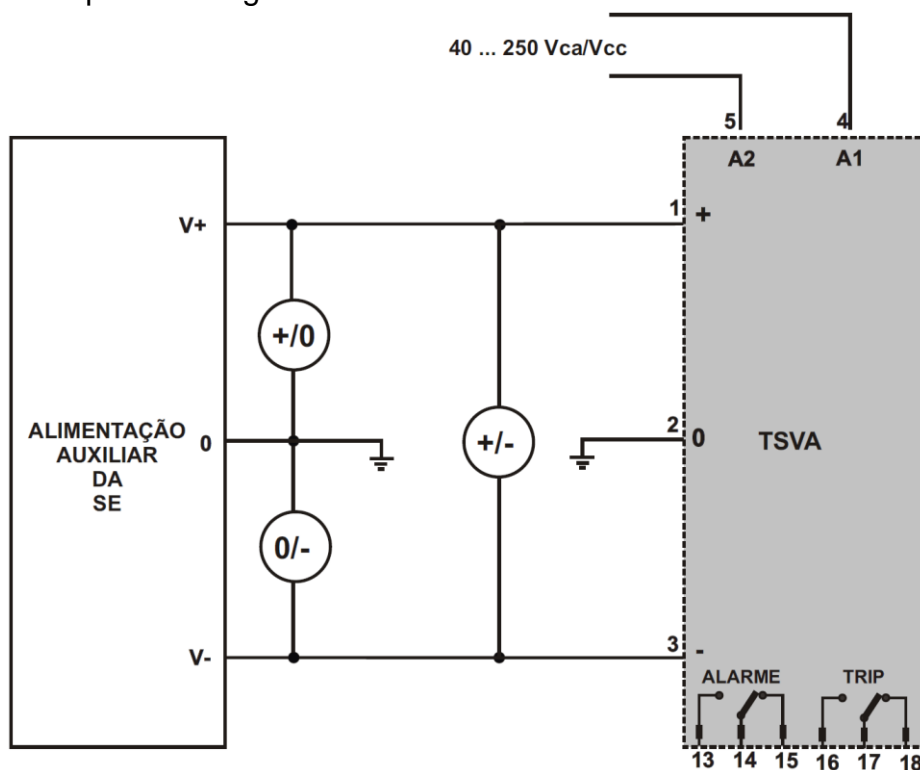 40 ... 250 Vca/Vcc
5
4
A2
A1
V+
1
+
+/0
ALIMENTAÇÃO
AUXILIAR
DA
SE
0
+/-
2
0
TSVA
0/-
V-
3
-
ALARME
TRIP
13
14
15
16
17
18